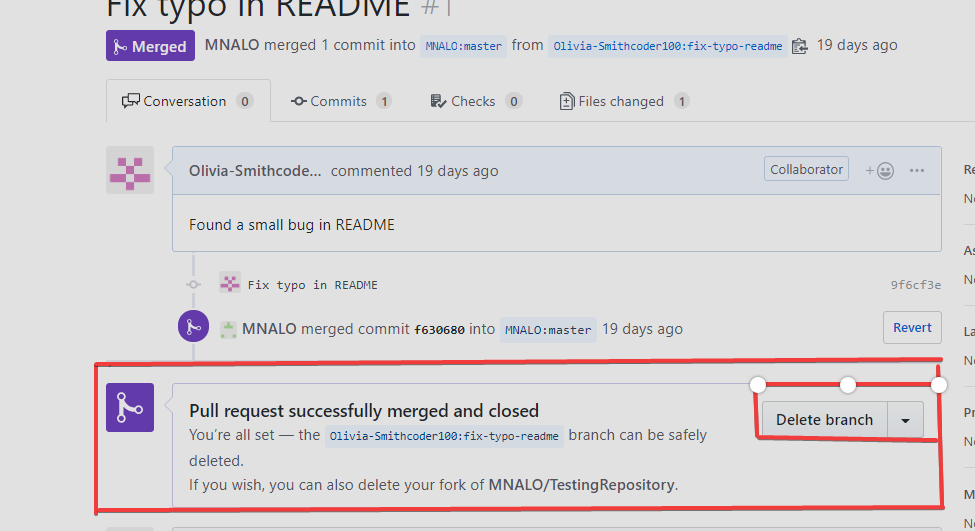 Fix typo in README #1
Merged MNALO merged 1 commit into MNALO:master from Olivia-Smithcoder100:fix-typo-readme 19 days ago
Conversation 0 Commits 1 Checks 0 Files changed 1
Olivia-Smithcode... commented 19 days ago Collaborator + ...
Found a small bug in README
Fix typo in README 9f6cf3e
MNALO merged commit f630680 into MNALO:master 19 days ago Revert
Pull request successfully merged and closed
You’re all set — the Olivia-Smithcoder100:fix-typo-readme branch can be safely
deleted.
If you wish, you can also delete your fork of MNALO/TestingRepository.
Delete branch